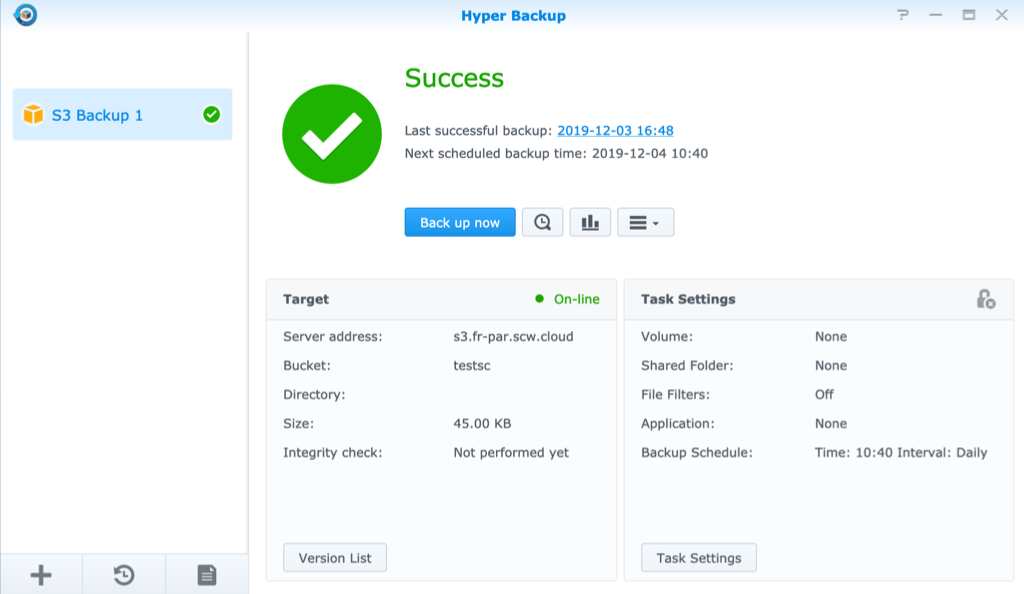 Hyper Backup
S3 Backup 1
Success
Last successful backup: 2019-12-03 16:48
Next scheduled backup time: 2019-12-04 10:40
Back up now
Target
On-line
Server address: s3.fr-par.scw.cloud
Bucket: testsc
Directory:
Size: 45.00 KB
Integrity check: Not performed yet
Version List
Task Settings
Volume: None
Shared Folder: None
File Filters: Off
Application: None
Backup Schedule: Time: 10:40 Interval: Daily
Task Settings